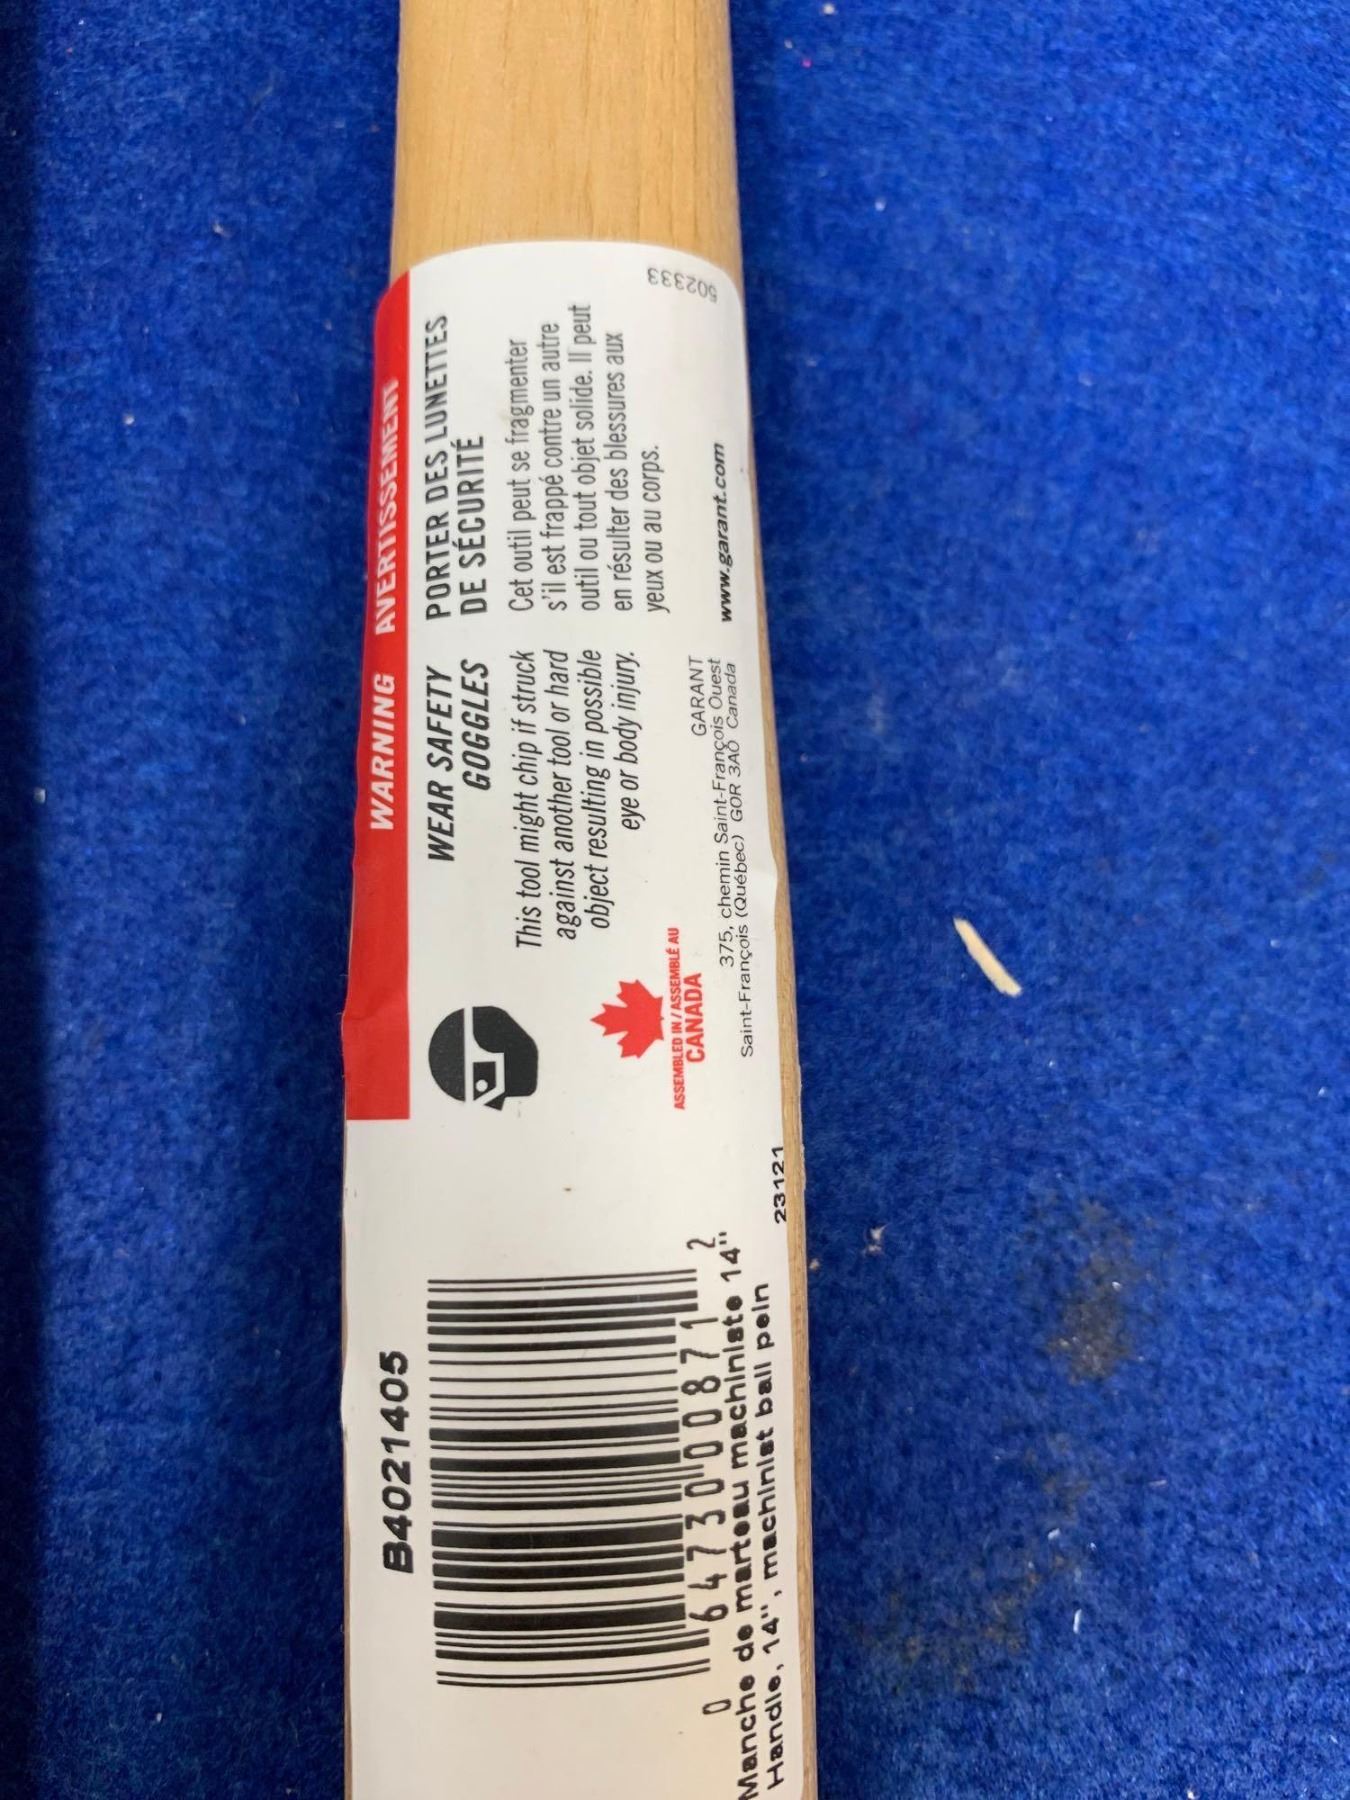 WARNING AVERTISSEMENT
WEAR SAFETY
GOGGLES
This tool might chip if struck
against another tool or hard
object resulting in possible
eye or body injury.
PORTER DES LUNETTES
DE SÉCURITÉ
Cet outil peut se fragmenter
s'il est frappé contre un autre
outil ou tout objet solide. Il peut
en résulter des blessures aux
yeux ou au corps.
ASSEMBLED IN / ASSEMBLÉ AU
CANADA
GARANT
375, chemin Saint-François Ouest
Saint-François (Québec) G0R 3A0 Canada
www.garant.com
502333
B4021405
0 64730 00871 2
Manche de marteau machiniste 14"
Handle, 14", machinist ball pein
23121